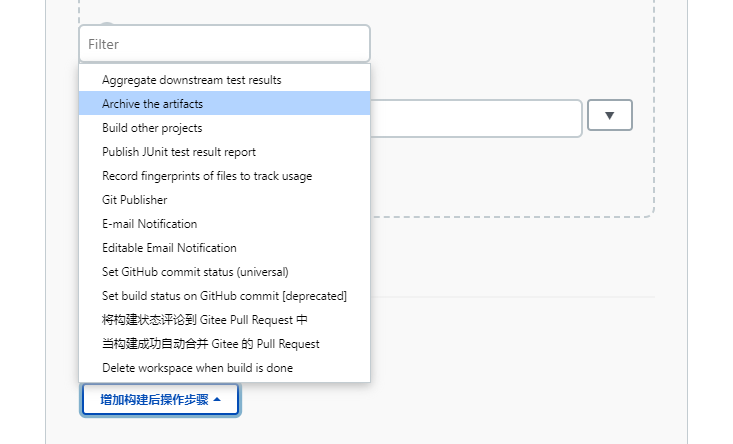 Filter
Aggregate downstream test results
Archive the artifacts
Build other projects
Publish JUnit test result report
Record fingerprints of files to track usage
Git Publisher
E-mail Notification
Editable Email Notification
Set GitHub commit status (universal)
Set build status on GitHub commit [deprecated]
将构建状态评论到 Gitee Pull Request 中
当构建成功自动合并 Gitee 的 Pull Request
Delete workspace when build is done
增加构建后操作步骤